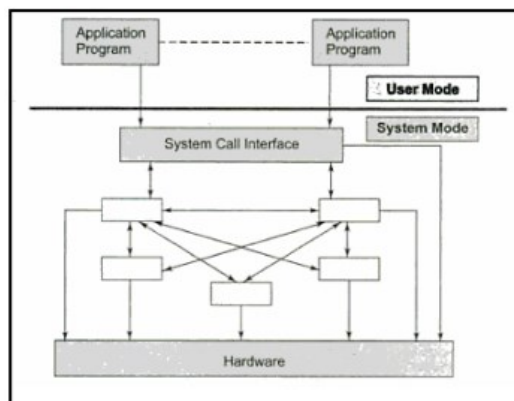 Application
Program
Application
Program
User Mode
System Mode
System Call Interface
Hardware